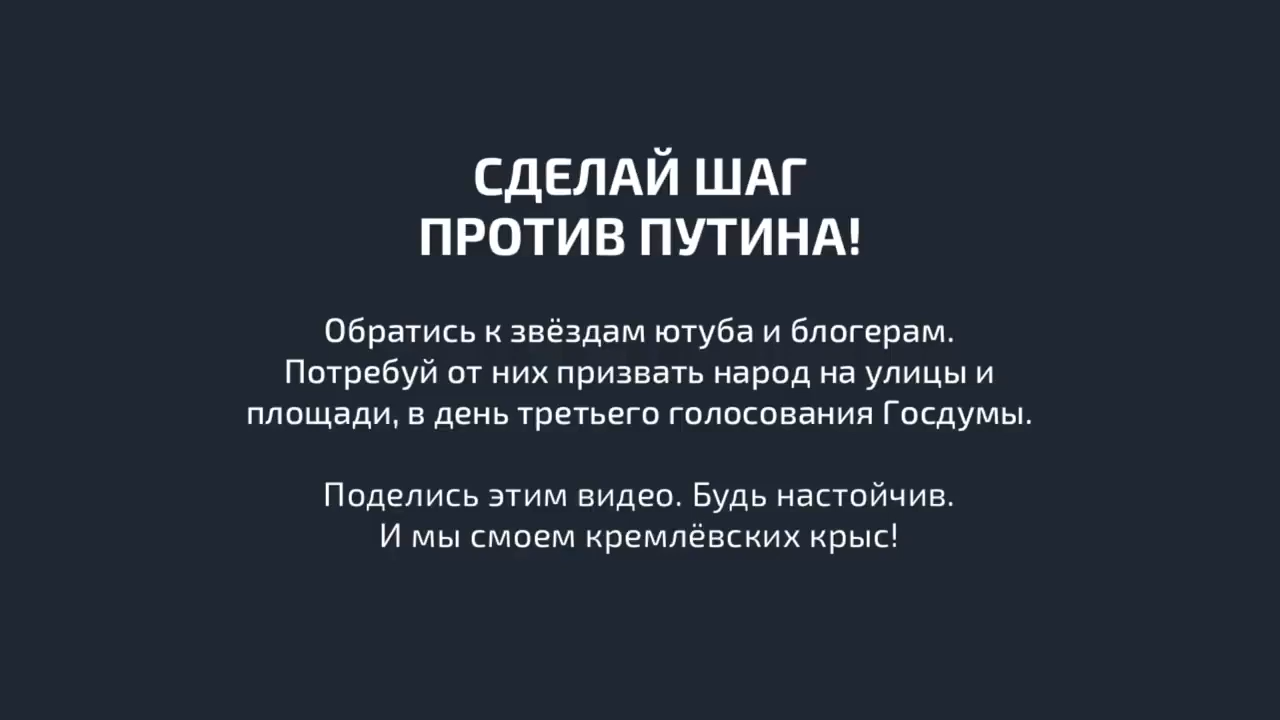 СДЕЛАЙ ШАГ
ПРОТИВ ПУТИНА!
Обратись к звёздам ютуба и блогерам.
Потребуй от них призвать народ на улицы и
площади, в день третьего голосования Госдумы.
Поделись этим видео. Будь настойчив.
И мы смоем кремлёвских крыс!